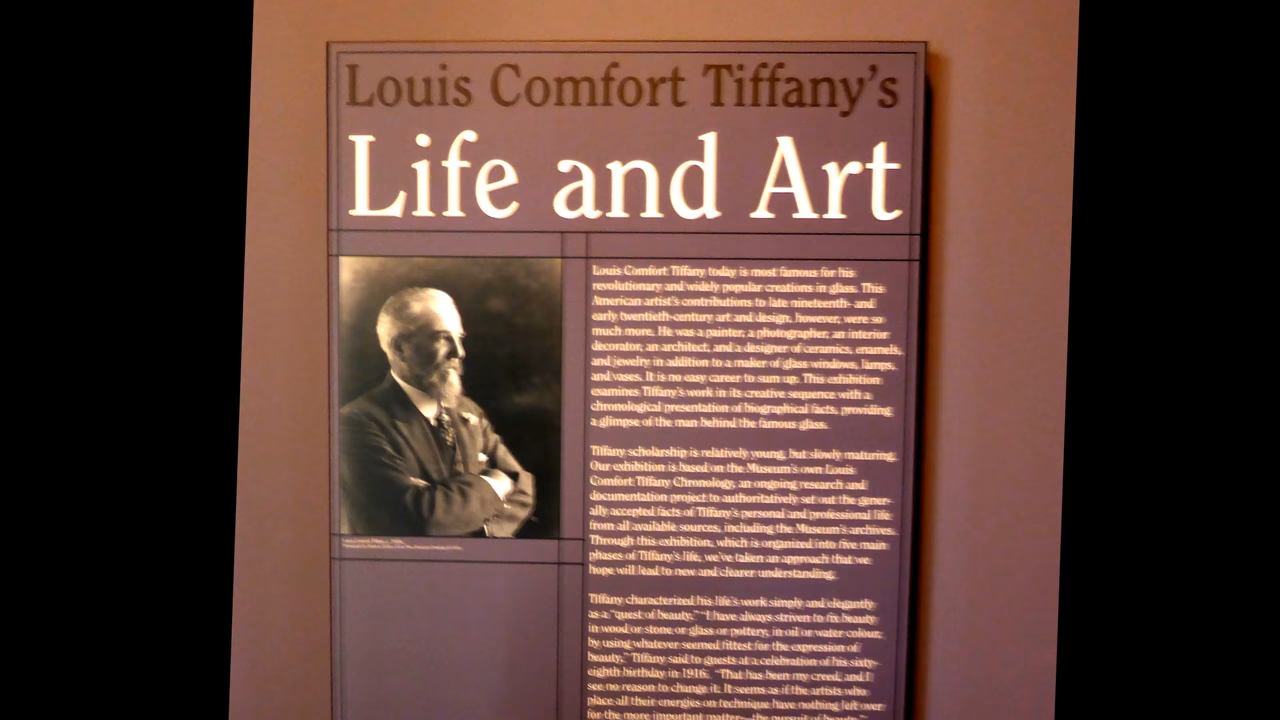 Louis Comfort Tiffany's
Life and Art
Louis Comfort Tiffany today is most famous for his
revolutionary and widely popular creations in glass. This
American artist's contributions to late nineteenth- and
early twentieth-century art and design, however, were so
much more. He was a painter, a photographer, an interior
decorator, an architect, and a designer of ceramics, enamels,
and jewelry in addition to a maker of glass windows, lamps,
and vases. It is no easy career to sum up. This exhibition
examines Tiffany's work in its creative sequence with a
chronological presentation of biographical facts, providing
a glimpse of the man behind the famous glass.
Tiffany scholarship is relatively young, but slowly maturing.
Our exhibition is based on the Museum's own Louis
Comfort Tiffany Chronology, an ongoing research and
documentation project to authoritatively set out the gener-
ally accepted facts of Tiffany's personal and professional life
from all available sources, including the Museum's archives.
Through this exhibition, which is organized into five main
phases of Tiffany's life, we've taken an approach that we
hope will lead to new and clearer understanding.
Tiffany characterized his life's work simply and elegantly
as a "quest of beauty." "I have always striven to fix beauty
in wood or stone or glass or pottery, in oil or water colour,
by using whatever seemed fittest for the expression of
beauty," Tiffany said to guests at a celebration of his sixty-
eighth birthday in 1916. "That has been my creed, and I
see no reason to change it. It seems as if the artists who
place all their energies on technique have nothing left over
for the more important matter—the pursuit of beauty."